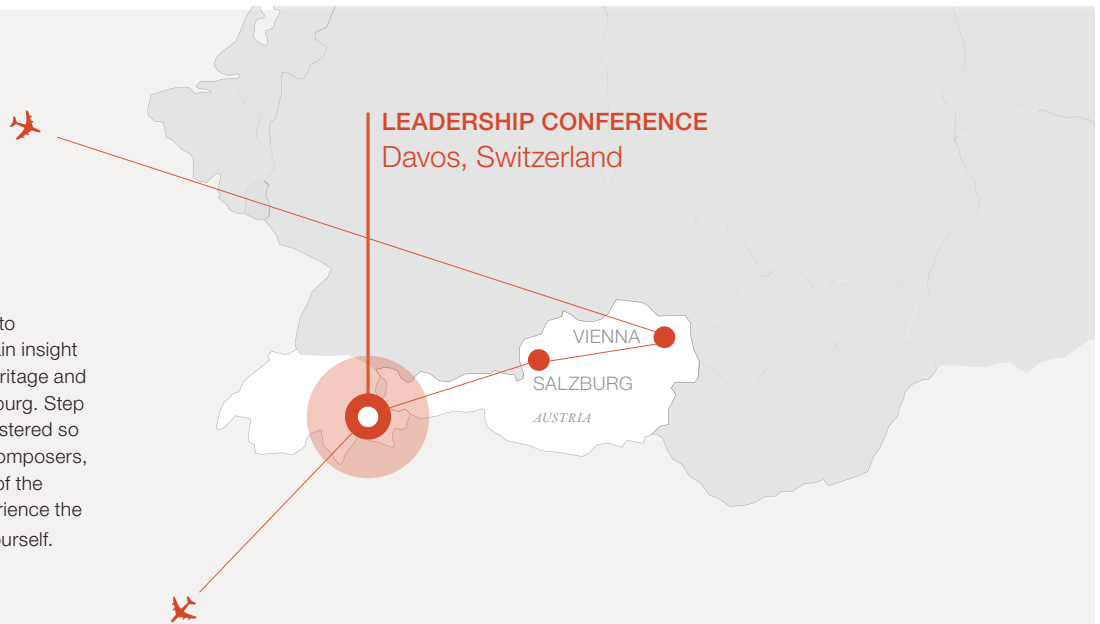 LEADERSHIP CONFERENCE
Davos, Switzerland
to
in insight
ritage and
burg. Step
stered so
omposers,
of the
rience the
urself.
VIENNA
SALZBURG
AUSTRIA